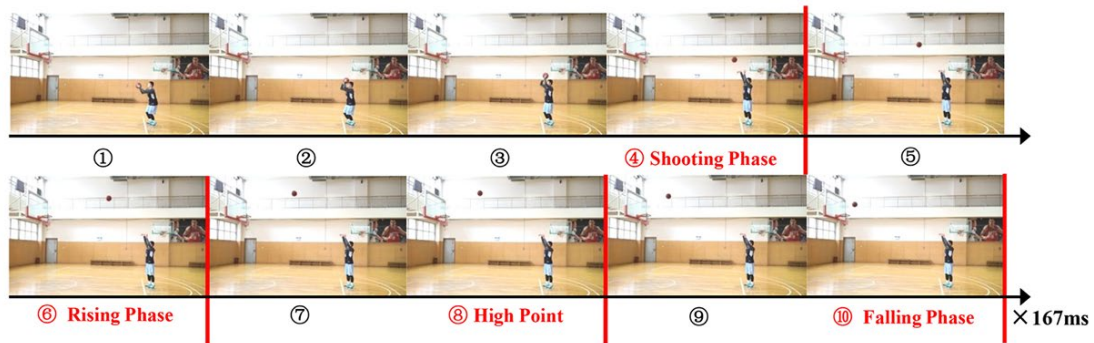 ① ② ③ ④ Shooting Phase ⑤
⑥ Rising Phase ⑦ ⑧ High Point ⑨ ⑩ Falling Phase ×167ms